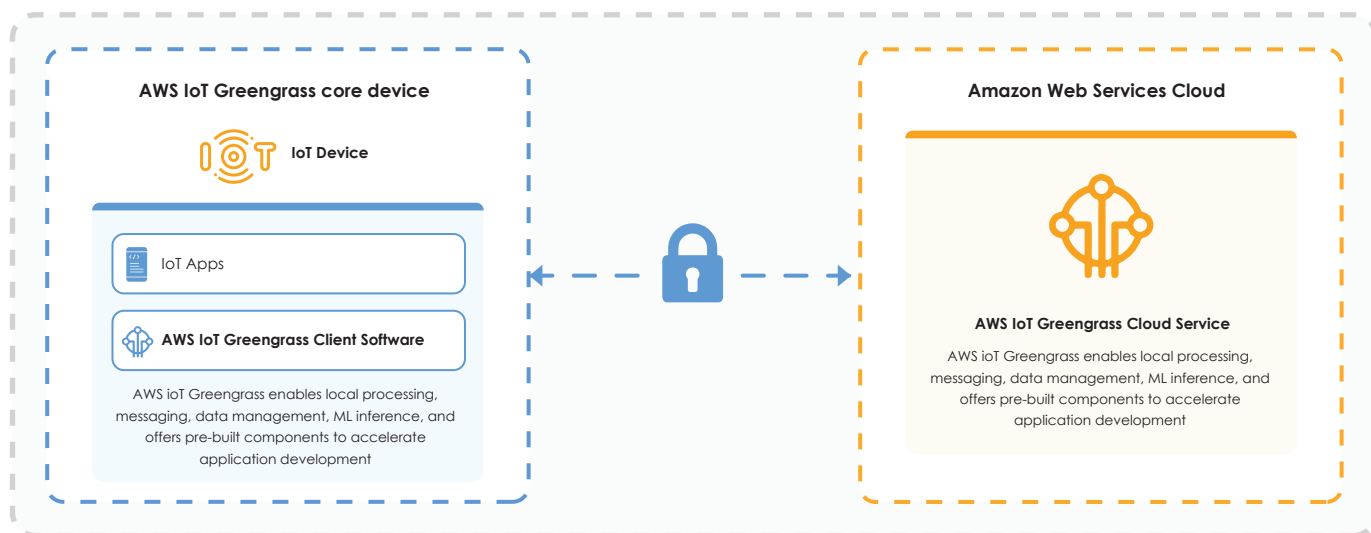 AWS IoT Greengrass core device
IOT
IoT Device
</>
IoT Apps
AWS IoT Greengrass Client Software
AWS ioT Greengrass enables local processing,
messaging, data management, ML inference, and
offers pre-built components to accelerate
application development
Amazon Web Services Cloud
AWS IoT Greengrass Cloud Service
AWS ioT Greengrass enables local processing,
messaging, data management, ML inference, and
offers pre-built components to accelerate
application development